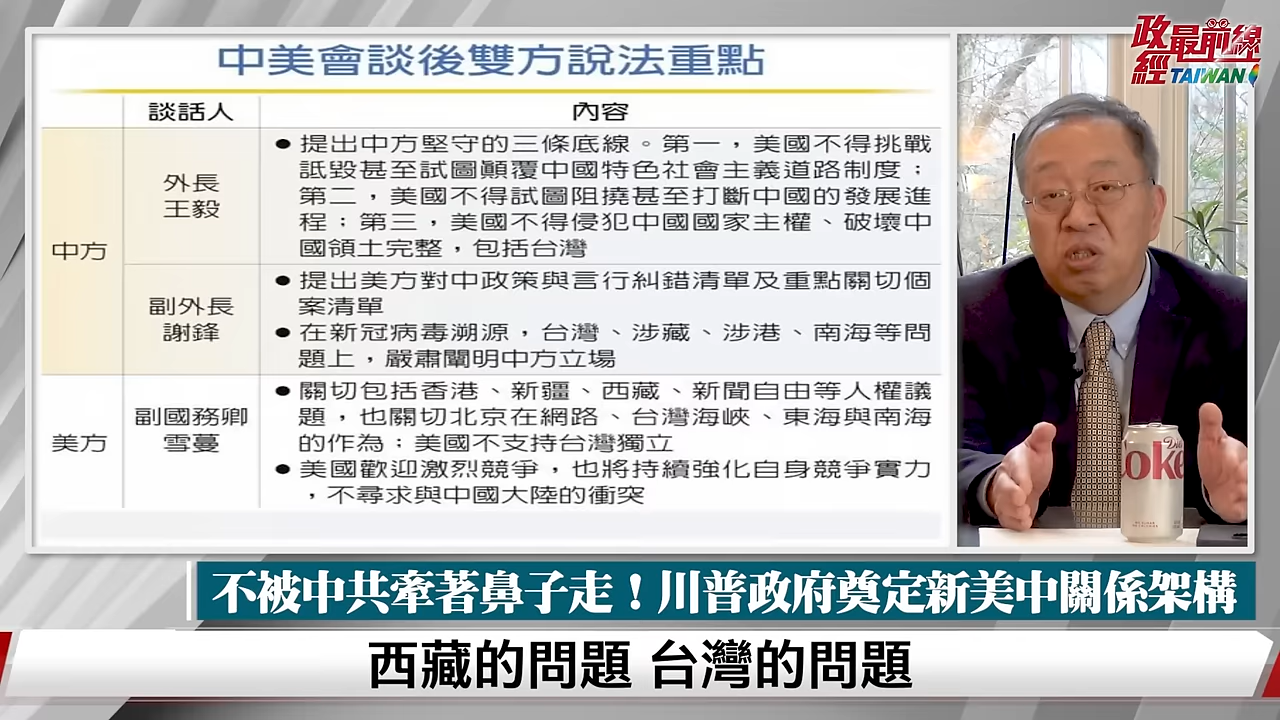 中美會談後雙方說法重點
談話人
內容
中方
外長
王毅
●提出中方堅守的三條底線。第一，美國不得挑戰
詆毀甚至試圖顛覆中國特色社會主義道路制度；
第二，美國不得試圖阻撓甚至打斷中國的發展進
程；第三，美國不得侵犯中國國家主權、破壞中
國領土完整，包括台灣
副外長
謝鋒
●提出美方對中政策與言行糾錯清單及重點關切個
案清單
●在新冠病毒溯源，台灣、涉藏、涉港、南海等問
題上，嚴肅闡明中方立場
美方
副國務卿
雪蔓
●關切包括香港、新疆、西藏、新聞自由等人權議
題，也關切北京在網路、台灣海峽、東海與南海
的作為；美國不支持台灣獨立
●美國歡迎激烈競爭，也將持續強化自身競爭實力
，不尋求與中國大陸的衝突
政經最前線
TAIWAN
Diet
oke
不被中共牽著鼻子走！川普政府奠定新美中關係架構
西藏的問題 台灣的問題